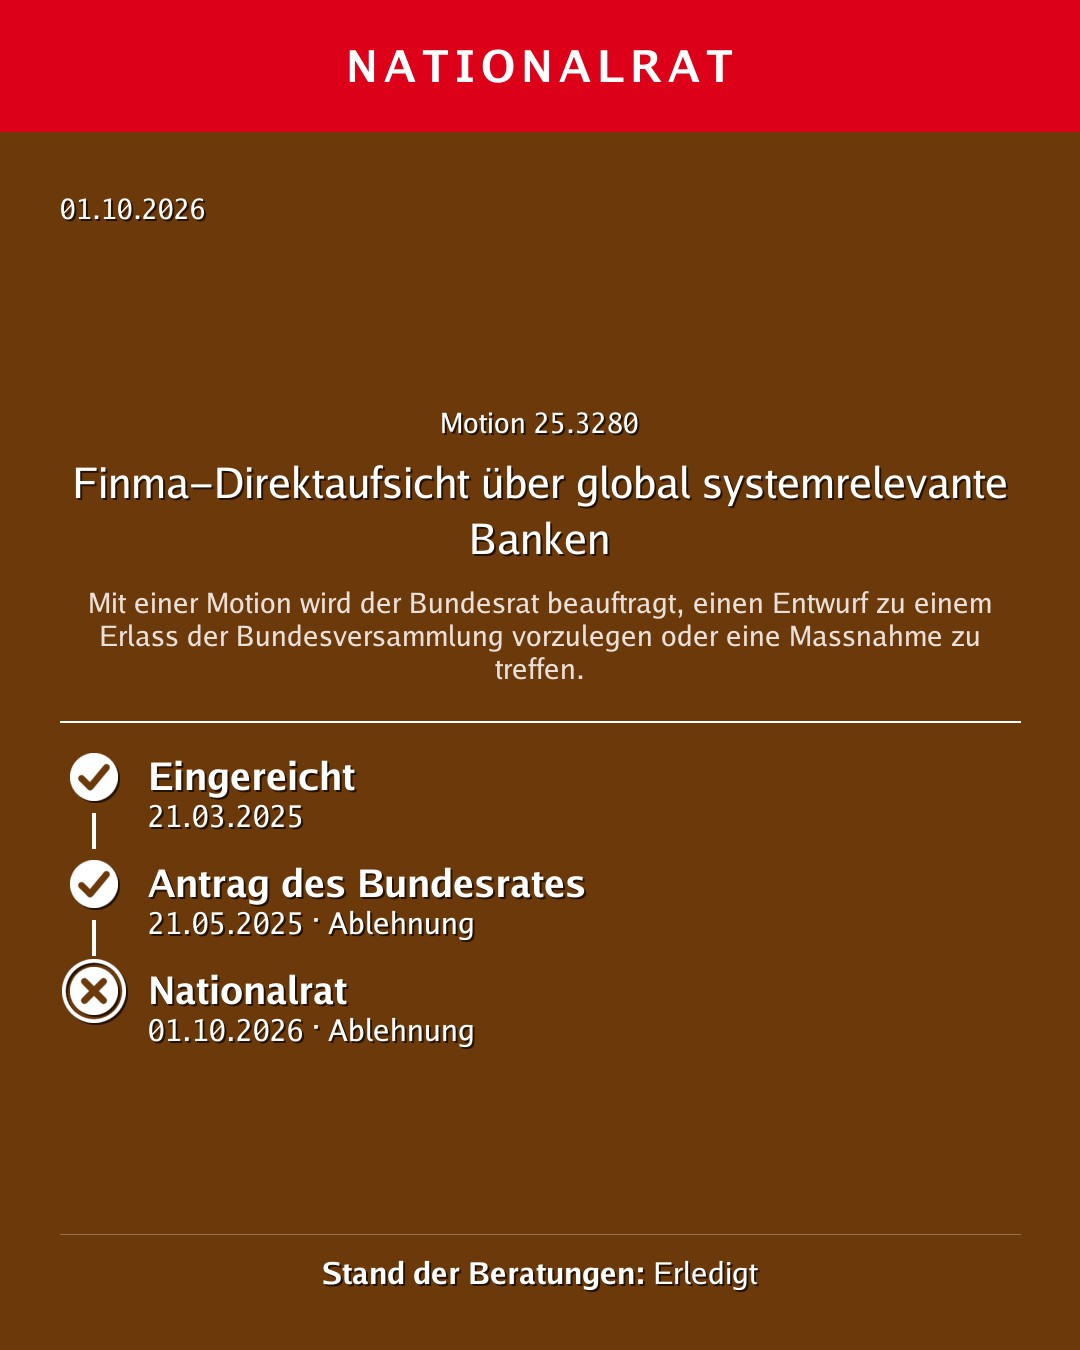 NATIONALRAT
01.10.2026
Motion 25.3280
Finma–Direktaufsicht über global systemrelevante
Banken
Mit einer Motion wird der Bundesrat beauftragt, einen Entwurf zu einem
Erlass der Bundesversammlung vorzulegen oder eine Massnahme zu
treffen.
Eingereicht
21.03.2025
Antrag des Bundesrates
21.05.2025 · Ablehnung
Nationalrat
01.10.2026 · Ablehnung
Stand der Beratungen: Erledigt